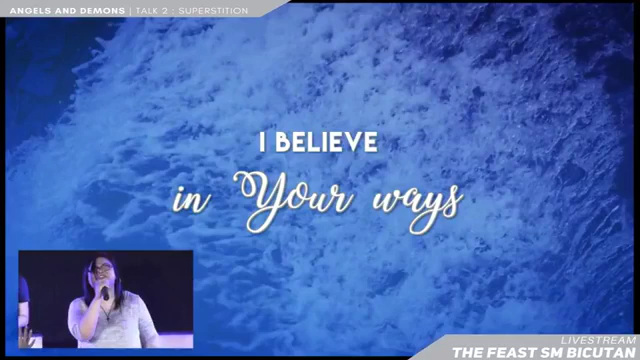 ANGELS AND DEMONS | TALK 2 : SUPERSTITION
I BELIEVE
in Your ways
LIVESTREAM
THE FEAST SM BICUTAN